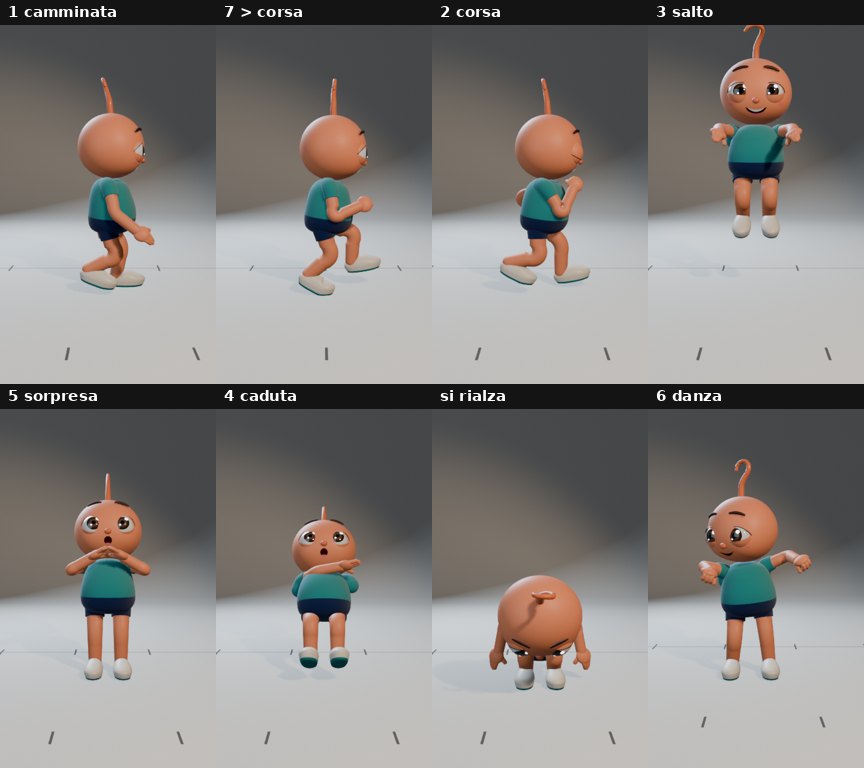 1 camminata
7 > corsa
2 corsa
3 salto
5 sorpresa
4 caduta
si rialza
6 danza